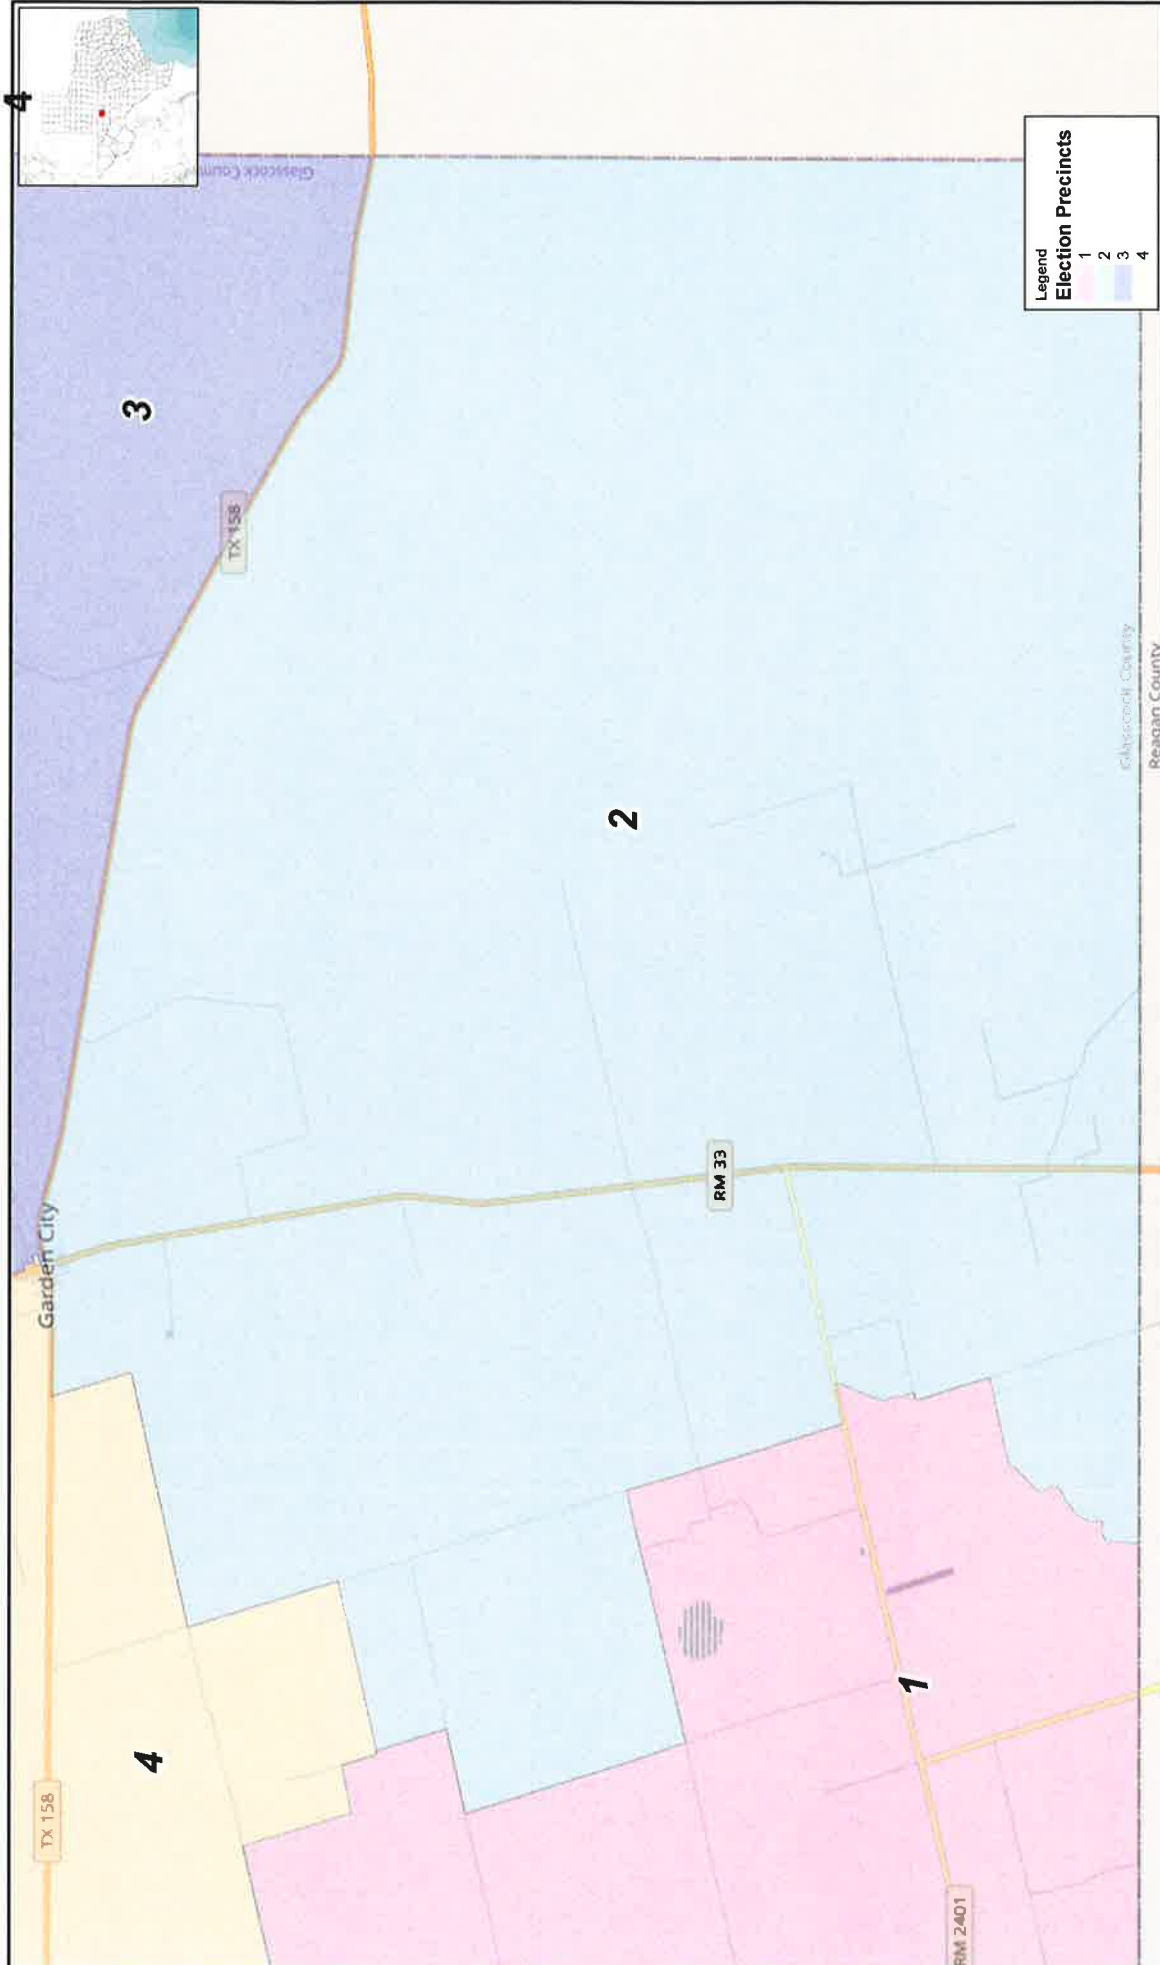 4
Glasscock County
3
TX 158
2
Glasscock County
Reagan County
Garden City
RM 33
4
TX 158
1
RM 2401
Legend
Election Precincts
1
2
3
4